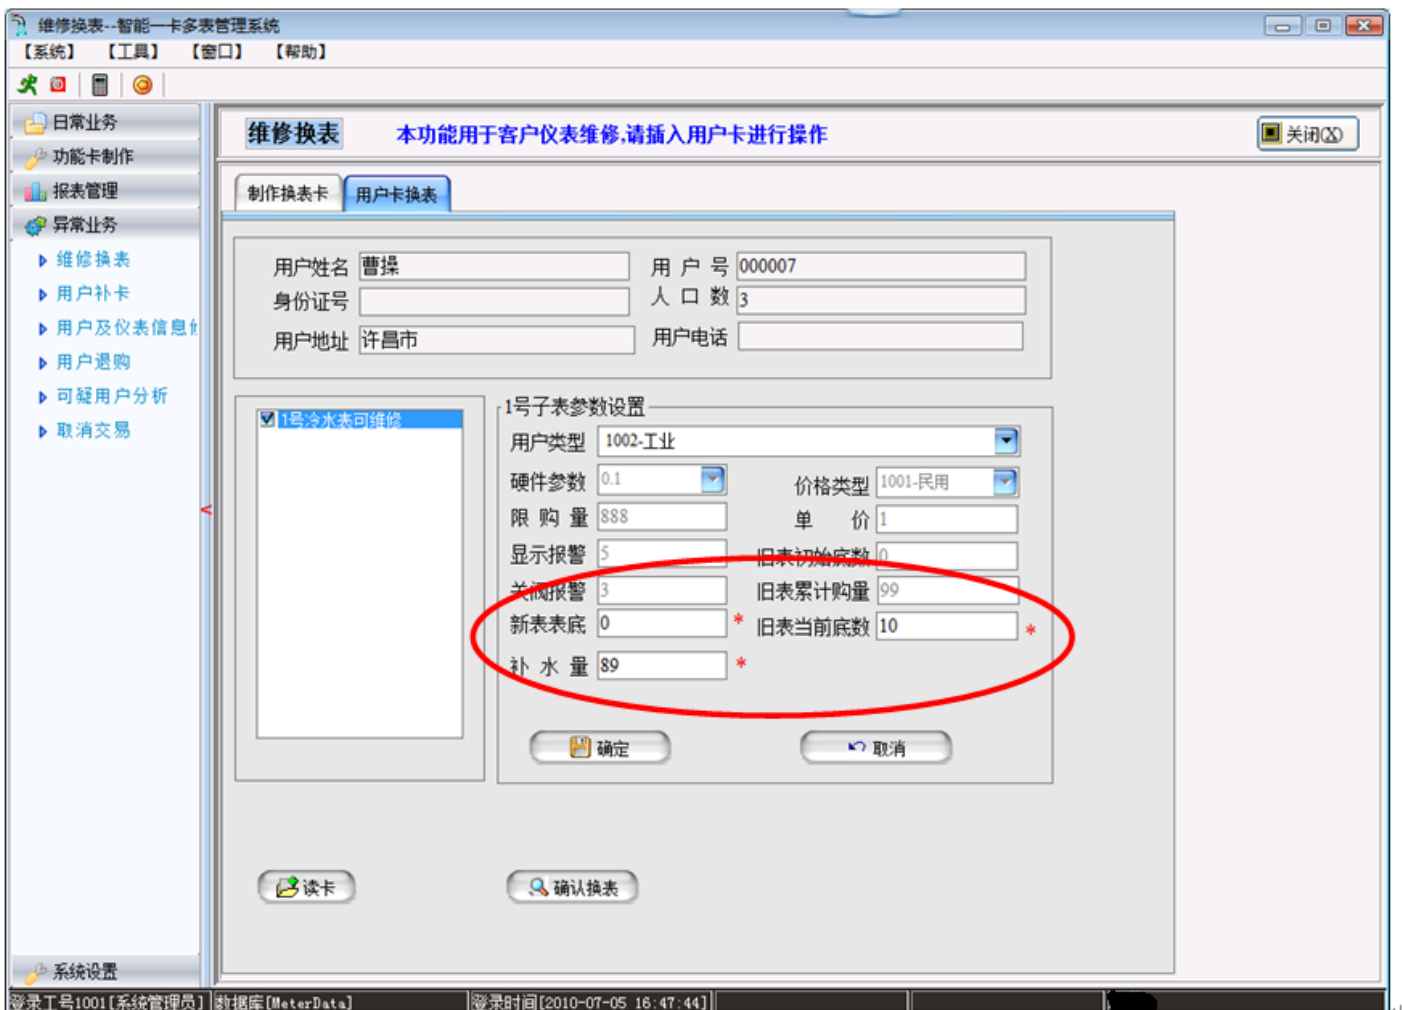 维修换表--智能一卡多表管理系统
【系统】 【工具】 【窗口】 【帮助】
日常业务
功能卡制作
报表管理
异常业务
维修换表
用户补卡
用户及仪表信息
用户退购
可疑用户分析
取消交易
系统设置
<
维修换表 本功能用于客户仪表维修,请插入用户卡进行操作 关闭(X)
制作换表卡 用户卡换表
用户姓名 曹操 用 户 号 000007
身份证号 人 口 数 3
用户地址 许昌市 用户电话
1号冷水表可维修
1号子表参数设置
用户类型 1002-工业
硬件参数 0.1 价格类型 1001-民用
限 购 量 888 单 价 1
显示报警 5 旧表初始底数 0
关阀报警 3 旧表累计购量 99
新表表底 0 * 旧表当前底数 10 *
补 水 量 89 *
确定 取消
读卡 确认换表
登录工号1001[系统管理员] 数据库[MeterData] 登录时间[2010-07-05 16:47:44]